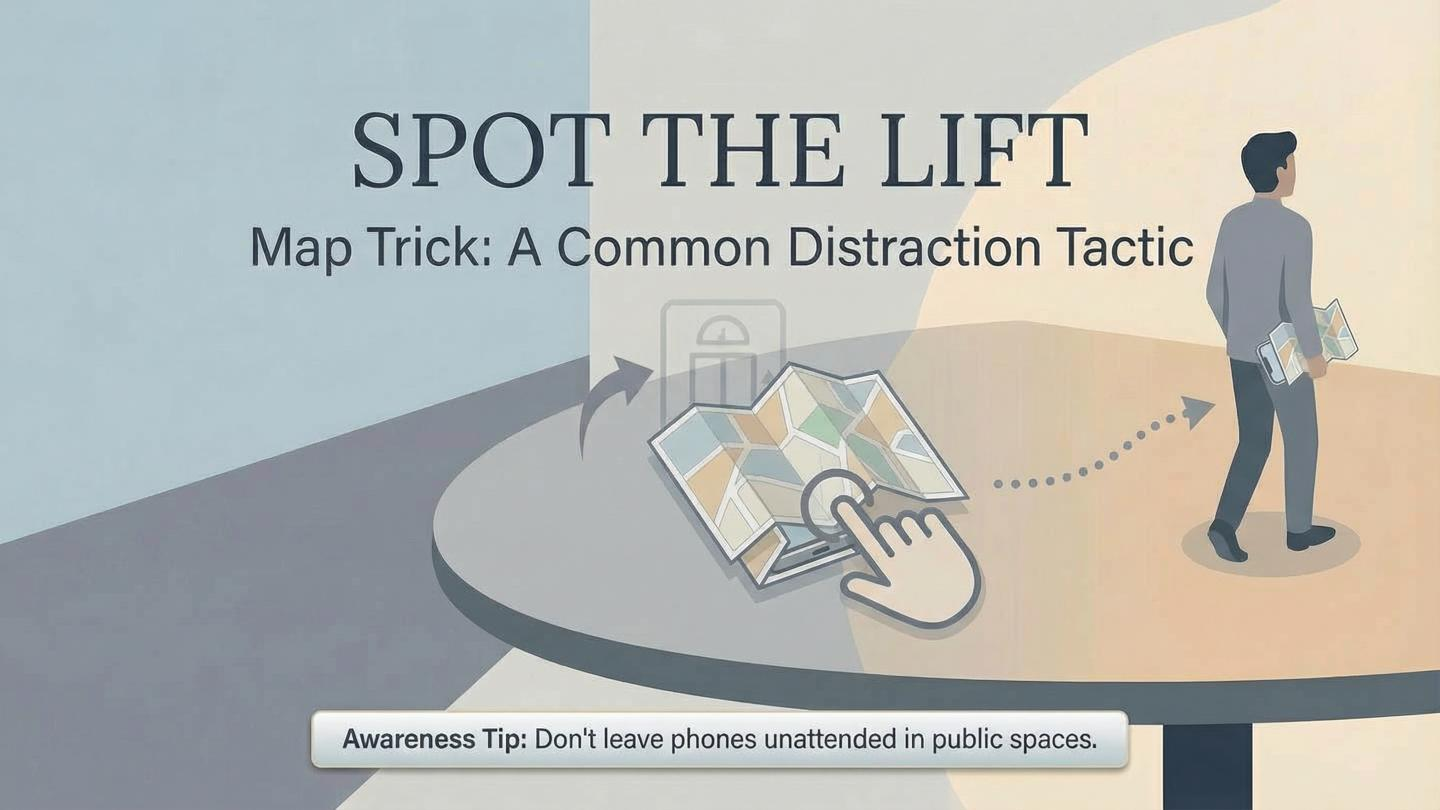 SPOT THE LIFT
Map Trick: A Common Distraction Tactic
Awareness Tip: Don't leave phones unattended in public spaces.